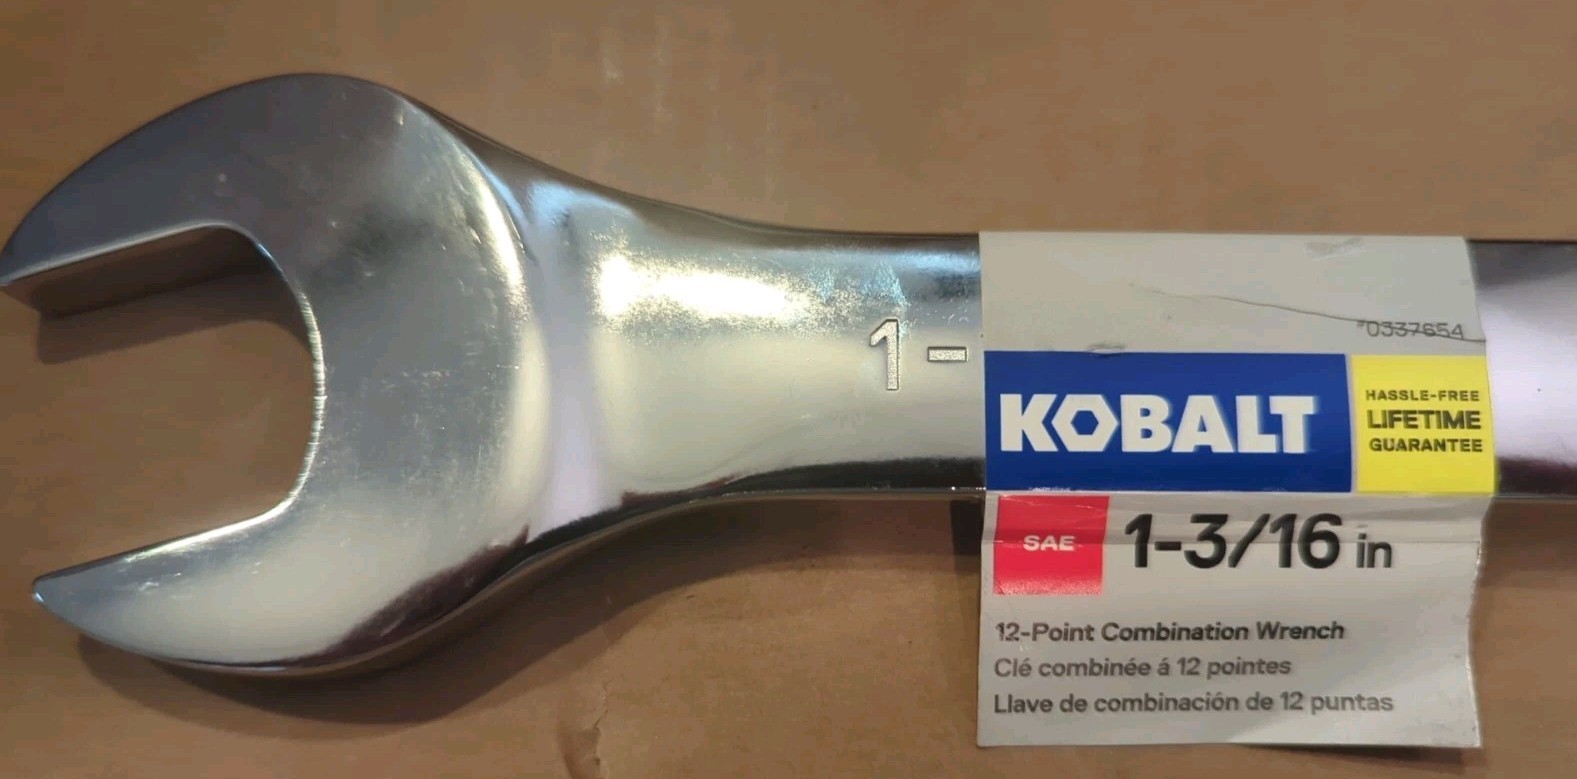 1-
#0337654
KOBALT
HASSLE-FREE
LIFETIME
GUARANTEE
SAE
1-3/16 in
12-Point Combination Wrench
Clé combinée á 12 pointes
Llave de combinación de 12 puntas